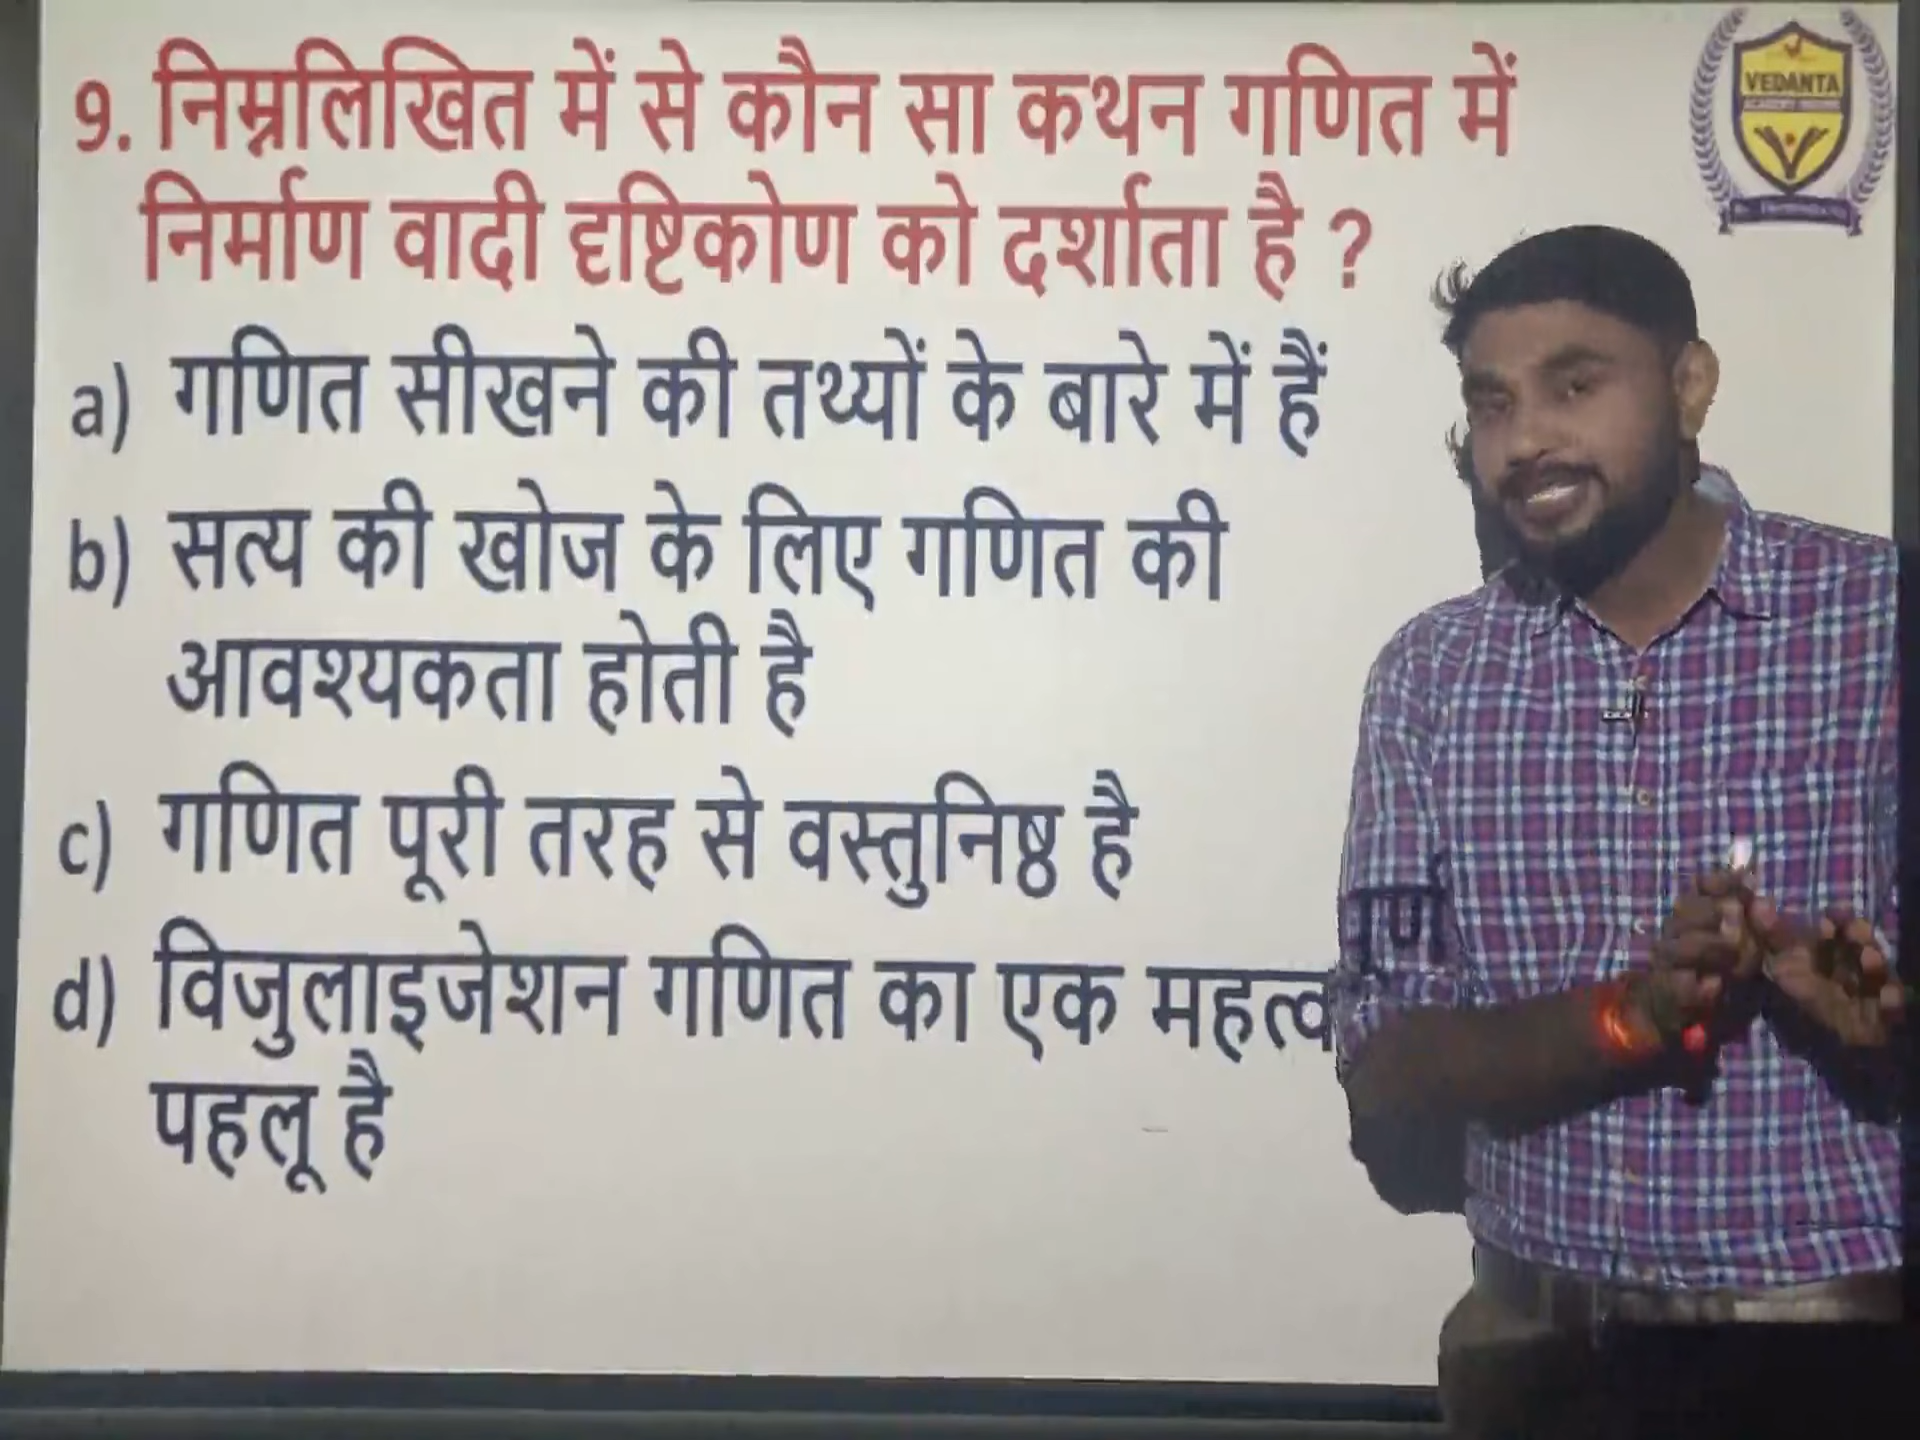 9. निम्नलिखित में से कौन सा कथन गणित में
निर्माण वादी दृष्टिकोण को दर्शाता है ?
a) गणित सीखने की तथ्यों के बारे में हैं
b) सत्य की खोज के लिए गणित की
आवश्यकता होती है
c) गणित पूरी तरह से वस्तुनिष्ठ है
d) विजुलाइजेशन गणित का एक
पहलू है
VEDANTA